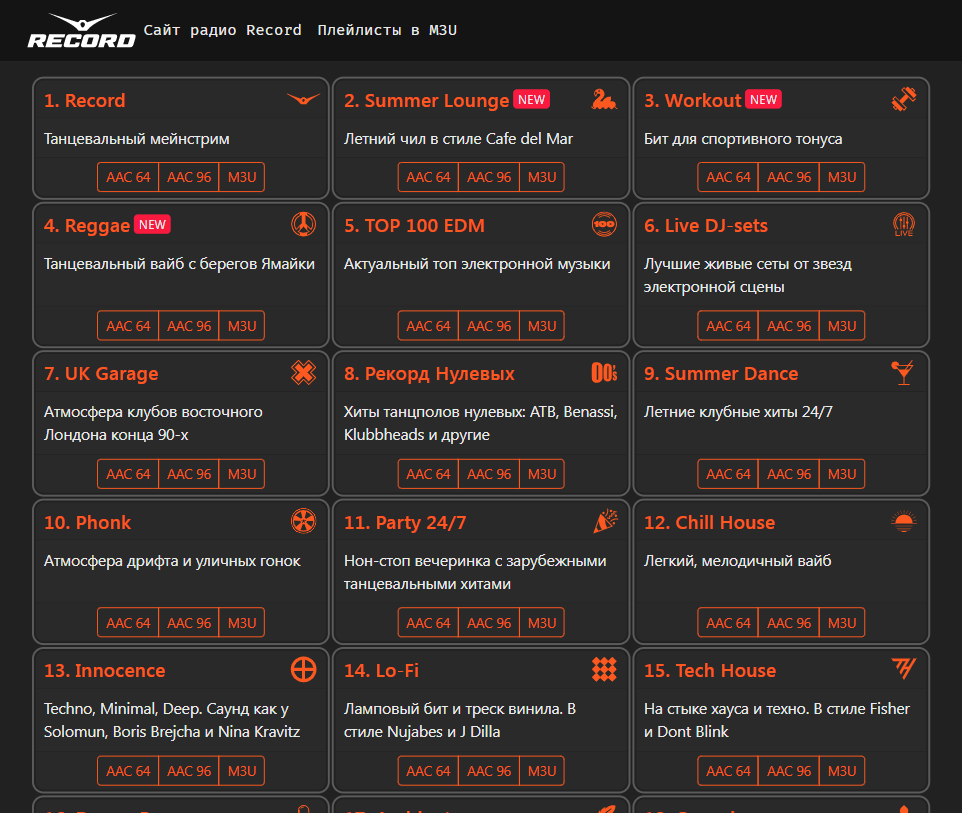 RECORD Сайт радио Record Плейлисты в M3U
1. Record
Танцевальный мейнстрим
AAC 64 AAC 96 M3U
2. Summer Lounge NEW
Летний чил в стиле Cafe del Mar
AAC 64 AAC 96 M3U
3. Workout NEW
Бит для спортивного тонуса
AAC 64 AAC 96 M3U
4. Reggae NEW
Танцевальный вайб с берегов Ямайки
AAC 64 AAC 96 M3U
5. TOP 100 EDM
100
Актуальный топ электронной музыки
AAC 64 AAC 96 M3U
6. Live DJ-sets
LIVE
Лучшие живые сеты от звезд
электронной сцены
AAC 64 AAC 96 M3U
7. UK Garage
Атмосфера клубов восточного
Лондона конца 90-х
AAC 64 AAC 96 M3U
8. Рекорд Нулевых
00s
Хиты танцполов нулевых: ATB, Benassi,
Klubbheads и другие
AAC 64 AAC 96 M3U
9. Summer Dance
Летние клубные хиты 24/7
AAC 64 AAC 96 M3U
10. Phonk
Атмосфера дрифта и уличных гонок
AAC 64 AAC 96 M3U
11. Party 24/7
Нон-стоп вечеринка с зарубежными
танцевальными хитами
AAC 64 AAC 96 M3U
12. Chill House
Легкий, мелодичный вайб
AAC 64 AAC 96 M3U
13. Innocence
Techno, Minimal, Deep. Саунд как у
Solomun, Boris Brejcha и Nina Kravitz
AAC 64 AAC 96 M3U
14. Lo-Fi
Ламповый бит и треск винила. В
стиле Nujabes и J Dilla
AAC 64 AAC 96 M3U
15. Tech House
На стыке хауса и техно. В стиле Fisher
и Dont Blink
AAC 64 AAC 96 M3U